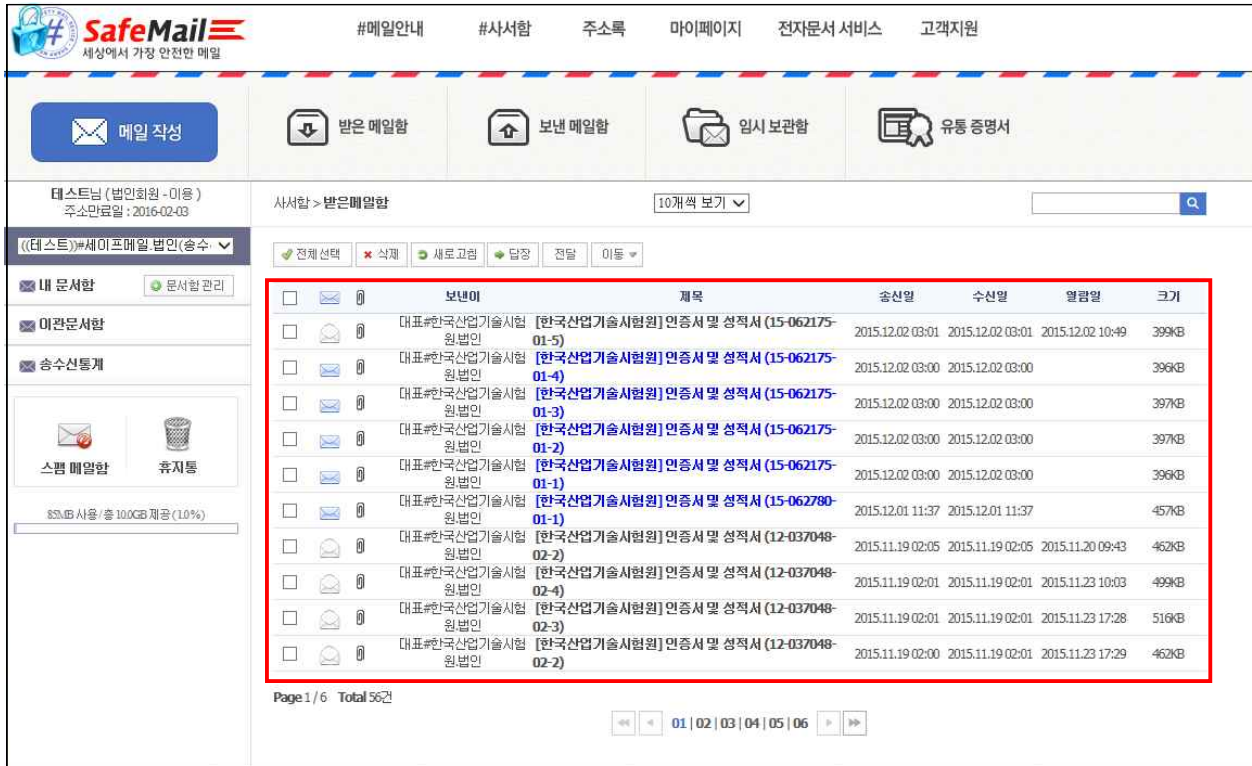 SafeMail
세상에서 가장 안전한 메일
#메일안내 #사서함 주소록 마이페이지 전자문서 서비스 고객지원
메일 작성 받은 메일함 보낸 메일함 임시 보관함 유통 증명서
테스트님 ( 법인회원 - 이용 )
주소만료일 : 2016-02-03
((테스트))#세이프메일.법인(송수
내 문서함 문서함 관리
이관문서함
송수신통계
스팸 메일함 휴지통
85MB 사용/총 10.0GB 제공 (1.0%)
사서함 > 받은메일함 10개씩 보기
전체선택 삭제 새로고침 답장 전달 이동
보낸이 제목 송신일 수신일 열람일 크기
대표#한국산업기술시험 [한국산업기술시험원] 인증서 및 성적서 (15-062175-
원.법인 01-5) 2015.12.02 03:01 2015.12.02 03:01 2015.12.02 10:49 399KB
대표#한국산업기술시험 [한국산업기술시험원] 인증서 및 성적서 (15-062175-
원.법인 01-4) 2015.12.02 03:00 2015.12.02 03:00 396KB
대표#한국산업기술시험 [한국산업기술시험원] 인증서 및 성적서 (15-062175-
원.법인 01-3) 2015.12.02 03:00 2015.12.02 03:00 397KB
대표#한국산업기술시험 [한국산업기술시험원] 인증서 및 성적서 (15-062175-
원.법인 01-2) 2015.12.02 03:00 2015.12.02 03:00 397KB
대표#한국산업기술시험 [한국산업기술시험원] 인증서 및 성적서 (15-062175-
원.법인 01-1) 2015.12.02 03:00 2015.12.02 03:00 396KB
대표#한국산업기술시험 [한국산업기술시험원] 인증서 및 성적서 (15-062780-
원.법인 01-1) 2015.12.01 11:37 2015.12.01 11:37 457KB
대표#한국산업기술시험 [한국산업기술시험원] 인증서 및 성적서 (12-037048-
원.법인 02-2) 2015.11.19 02:05 2015.11.19 02:05 2015.11.20 09:43 462KB
대표#한국산업기술시험 [한국산업기술시험원] 인증서 및 성적서 (12-037048-
원.법인 02-4) 2015.11.19 02:01 2015.11.19 02:01 2015.11.23 10:03 499KB
대표#한국산업기술시험 [한국산업기술시험원] 인증서 및 성적서 (12-037048-
원.법인 02-3) 2015.11.19 02:01 2015.11.19 02:01 2015.11.23 17:28 516KB
대표#한국산업기술시험 [한국산업기술시험원] 인증서 및 성적서 (12-037048-
원.법인 02-2) 2015.11.19 02:00 2015.11.19 02:01 2015.11.23 17:29 462KB
Page 1 / 6 Total 56건
01 | 02 | 03 | 04 | 05 | 06